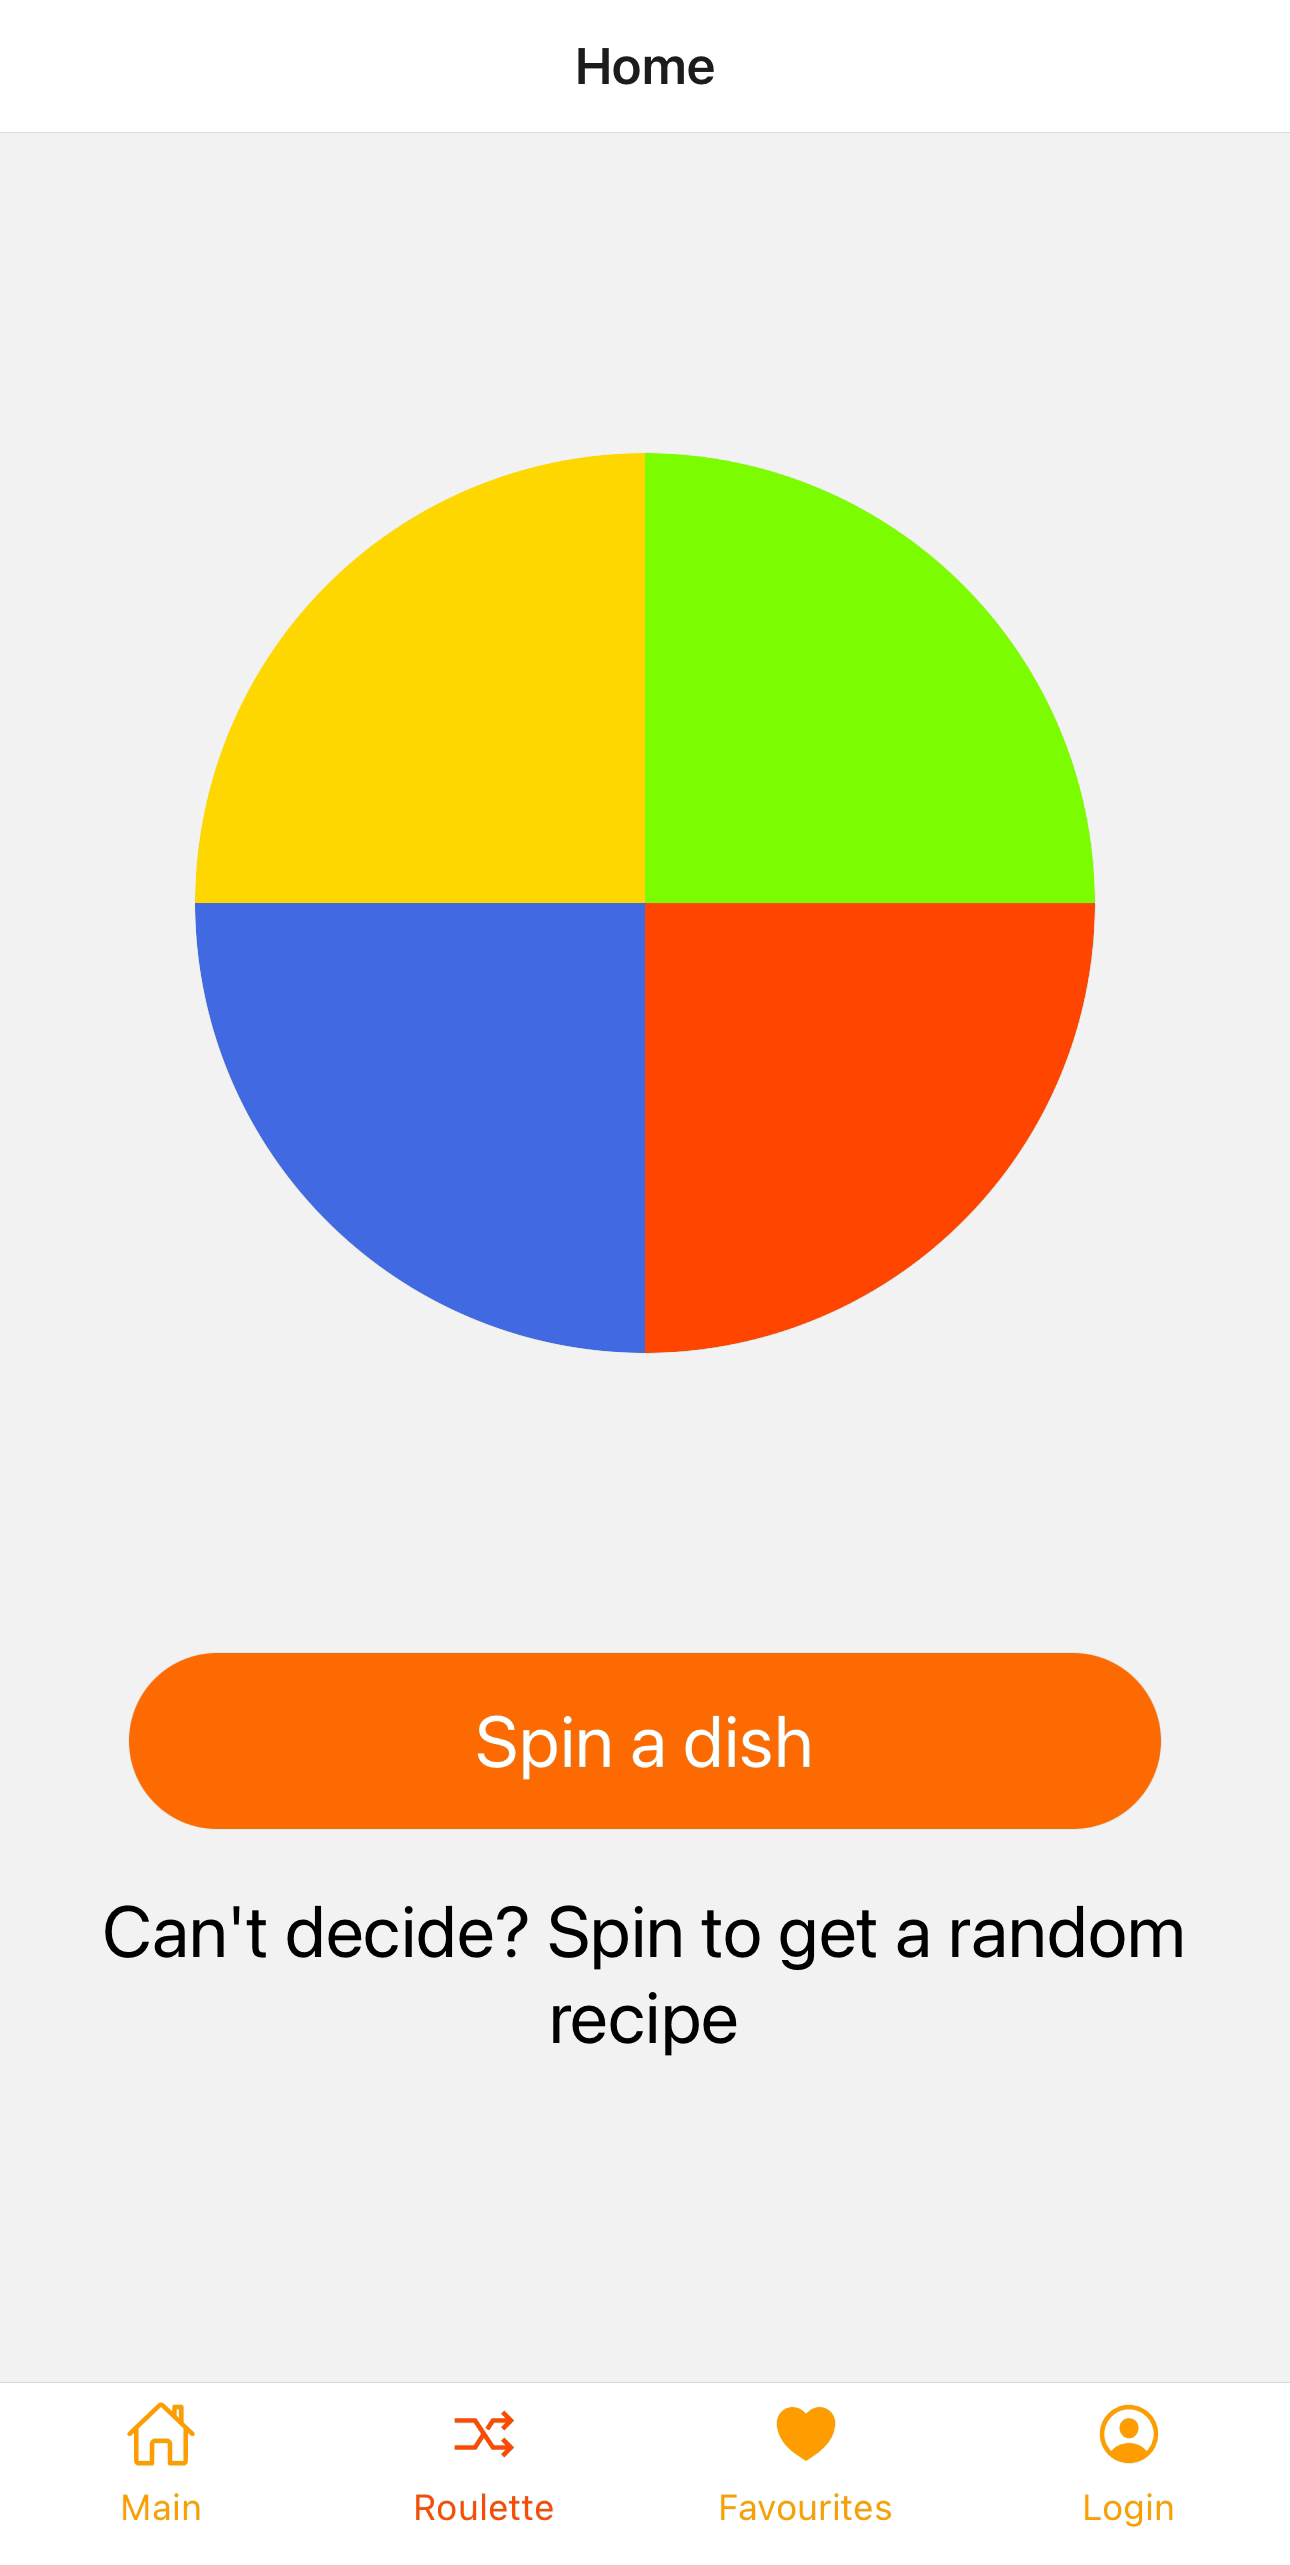 Home
Spin a dish
Can't decide? Spin to get a random
recipe
Main
Roulette
Favourites
Login